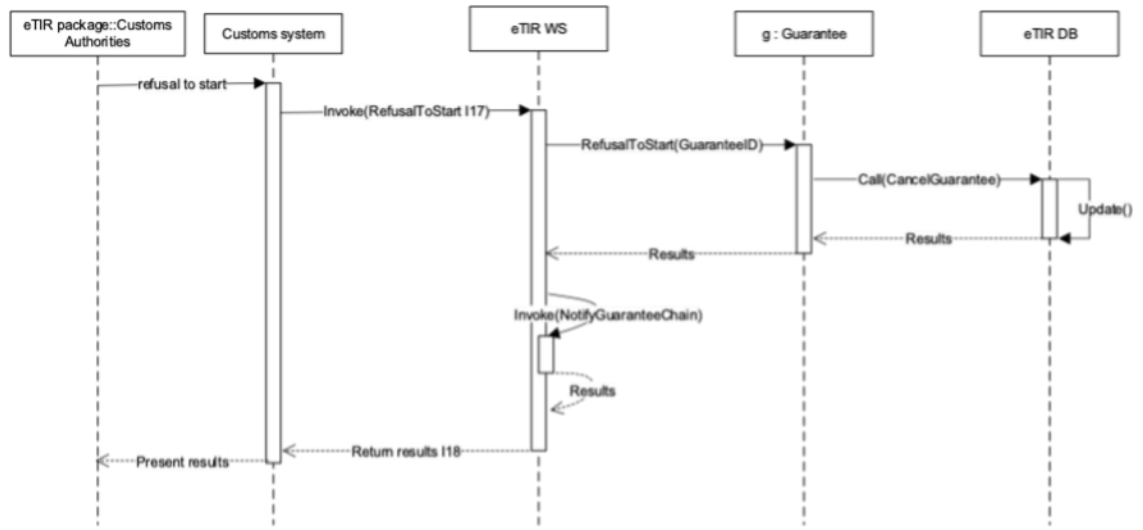 eTIR package::Customs
Authorities
Customs system
eTIR WS
g : Guarantee
eTIR DB
refusal to start
Invoke(RefusalToStart I17)
RefusalToStart(GuaranteeID)
Call(CancelGuarantee)
Update()
Results
Results
Invoke(NotifyGuaranteeChain)
Results
Return results I18
Present results